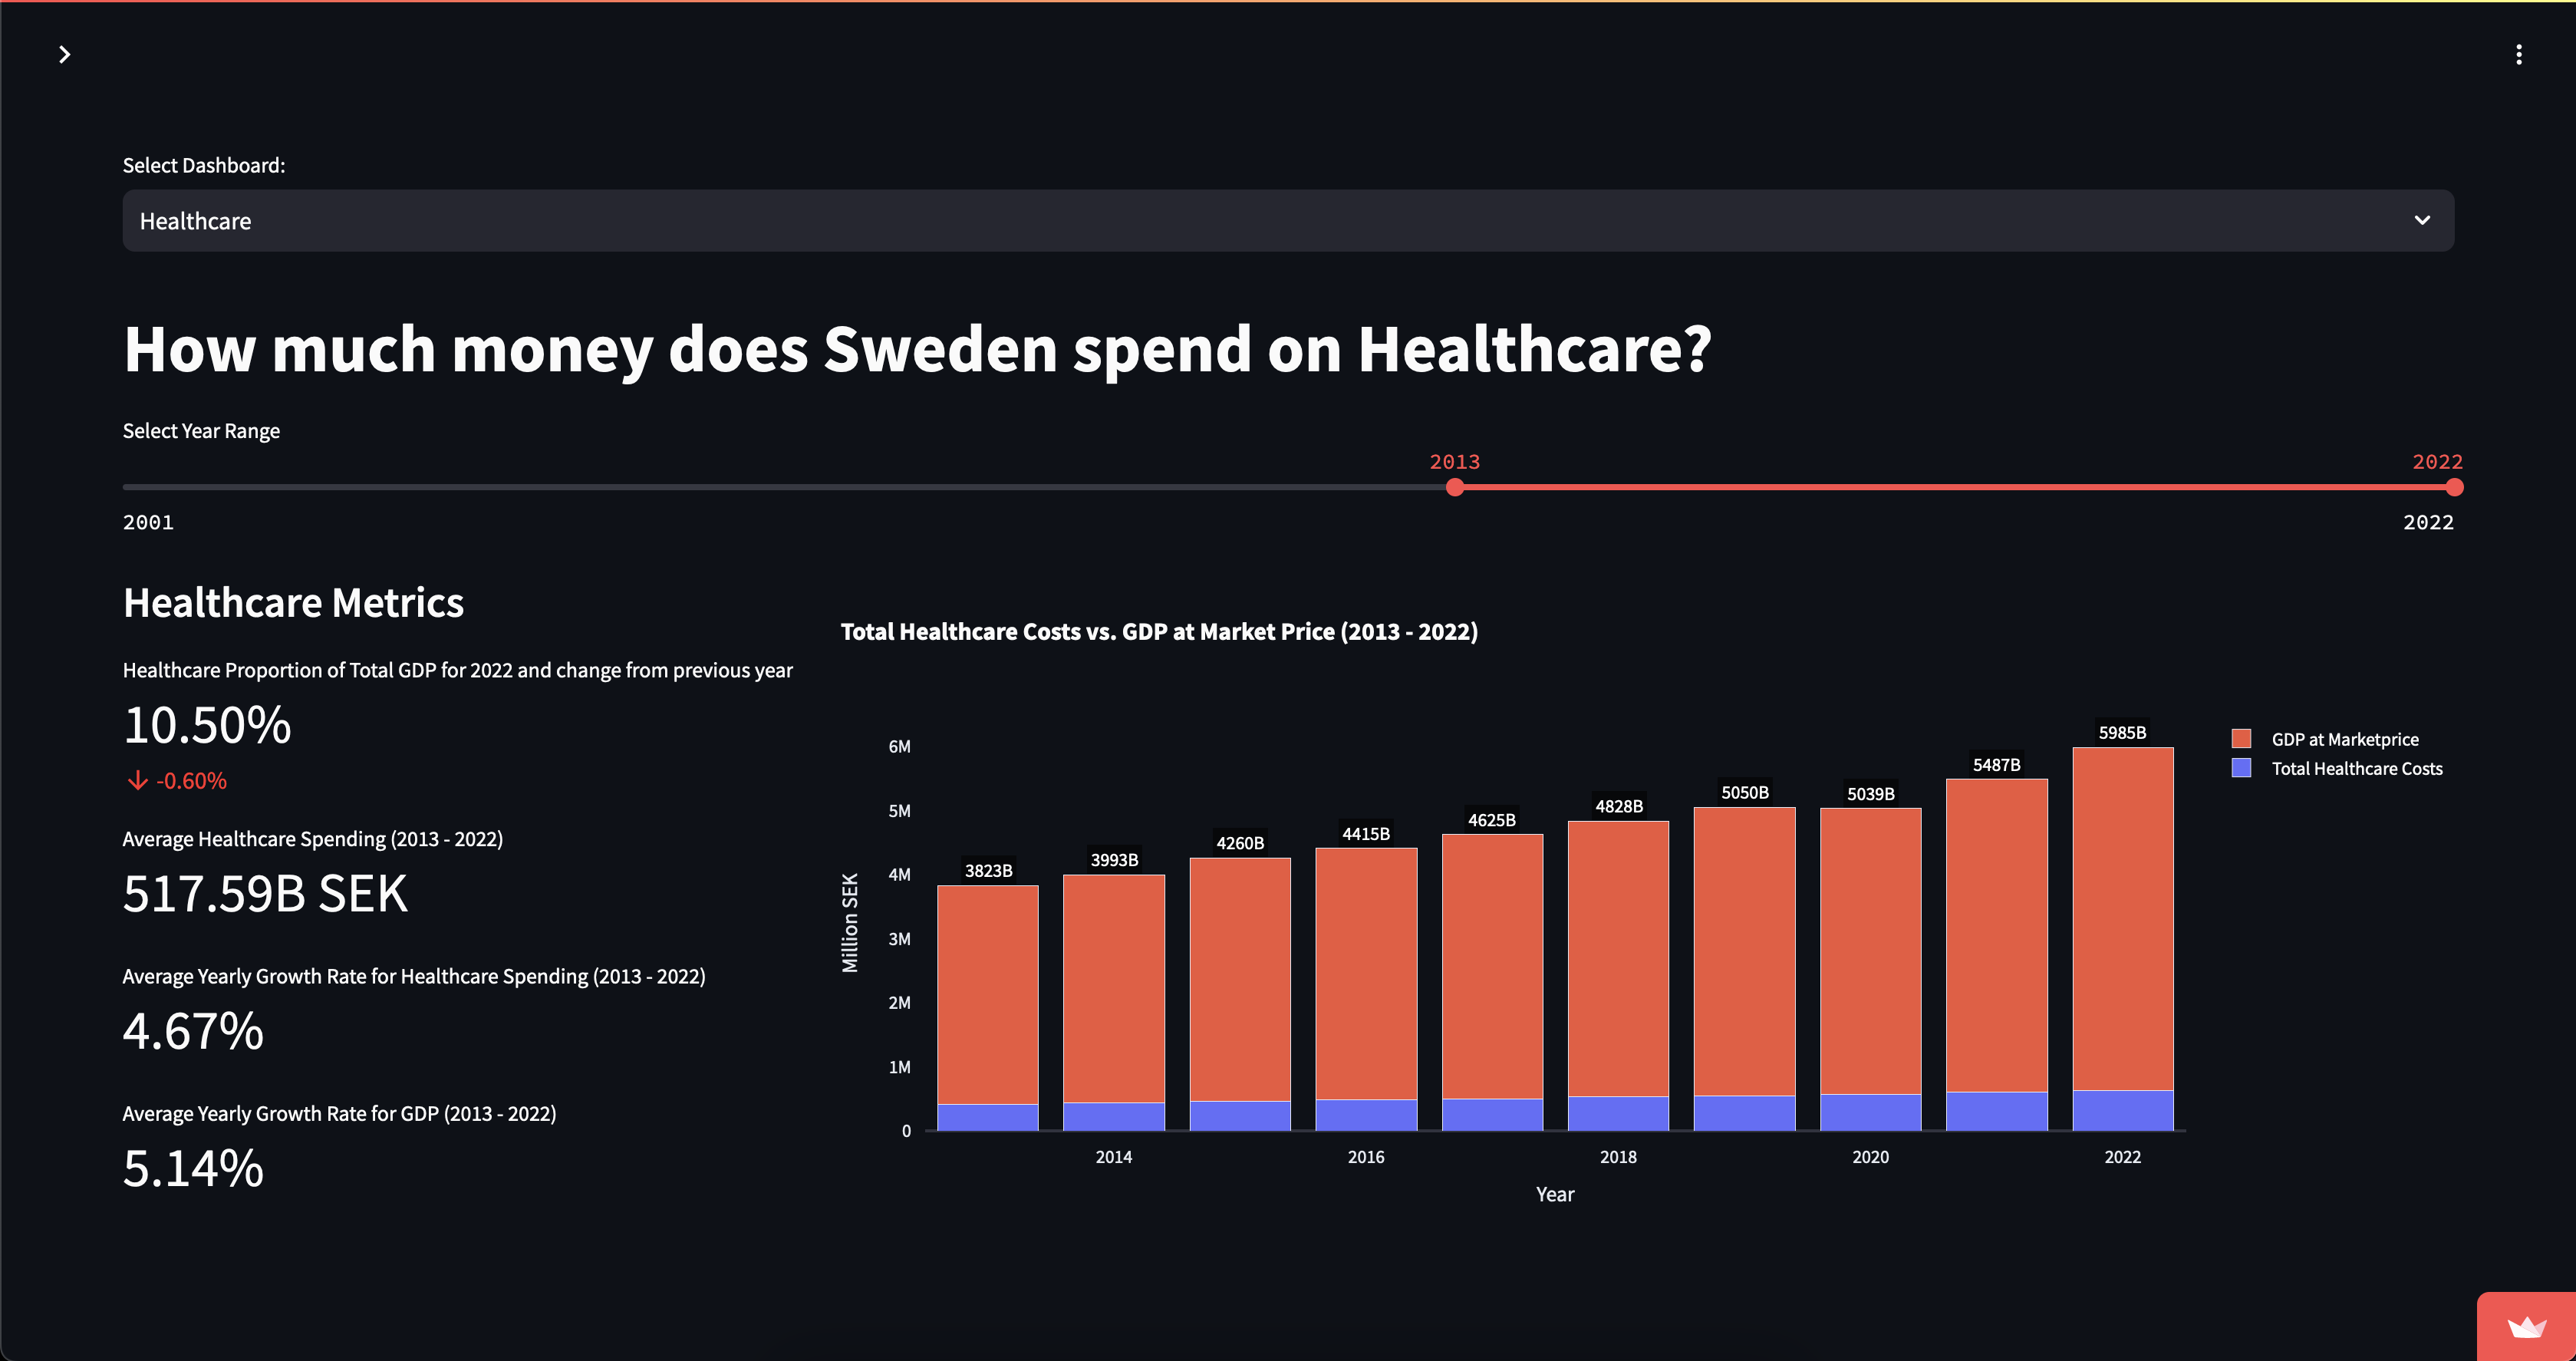 Select Dashboard:
Healthcare
How much money does Sweden spend on Healthcare?
Select Year Range
2013
2022
2001
2022
Healthcare Metrics
Healthcare Proportion of Total GDP for 2022 and change from previous year
10.50%
-0.60%
Average Healthcare Spending (2013 - 2022)
517.59B SEK
Average Yearly Growth Rate for Healthcare Spending (2013 - 2022)
4.67%
Average Yearly Growth Rate for GDP (2013 - 2022)
5.14%
Total Healthcare Costs vs. GDP at Market Price (2013 - 2022)
Million SEK
6M
5M
4M
3M
2M
1M
0
3823B
3993B
4260B
4415B
4625B
4828B
5050B
5039B
5487B
5985B
2014
2016
2018
2020
2022
Year
GDP at Marketprice
Total Healthcare Costs